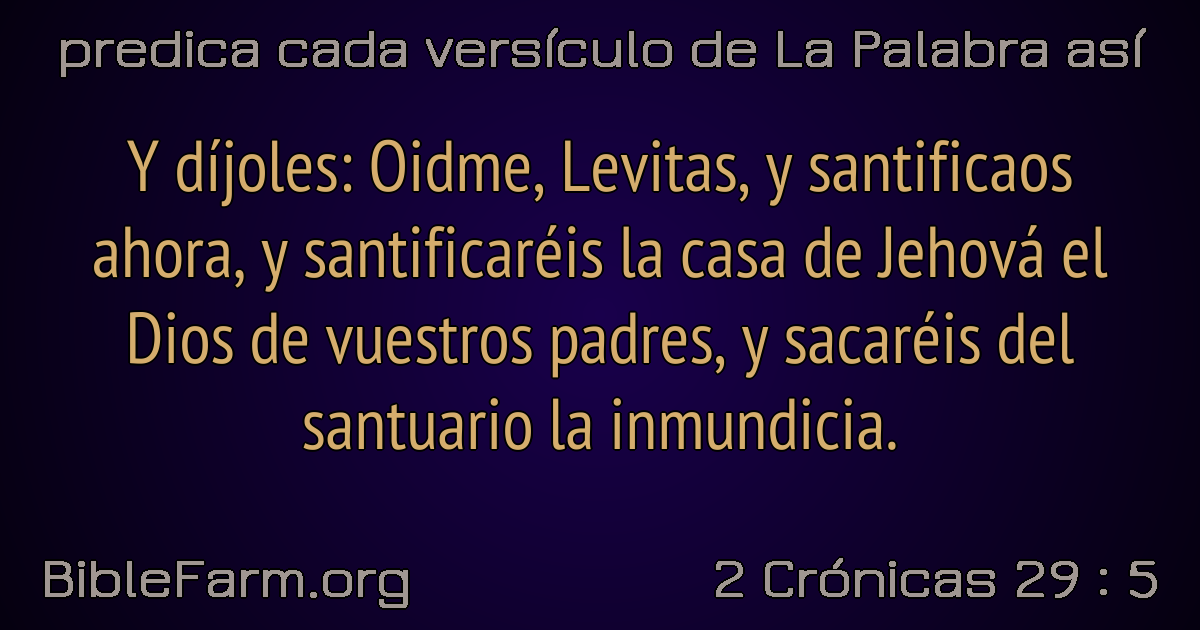 predica cada versículo de La Palabra así
Y díjoles: Oidme, Levitas, y santificaos
ahora, y santificaréis la casa de Jehová el
Dios de vuestros padres, y sacaréis del
santuario la inmundicia.
BibleFarm.org
2 Crónicas 29 : 5